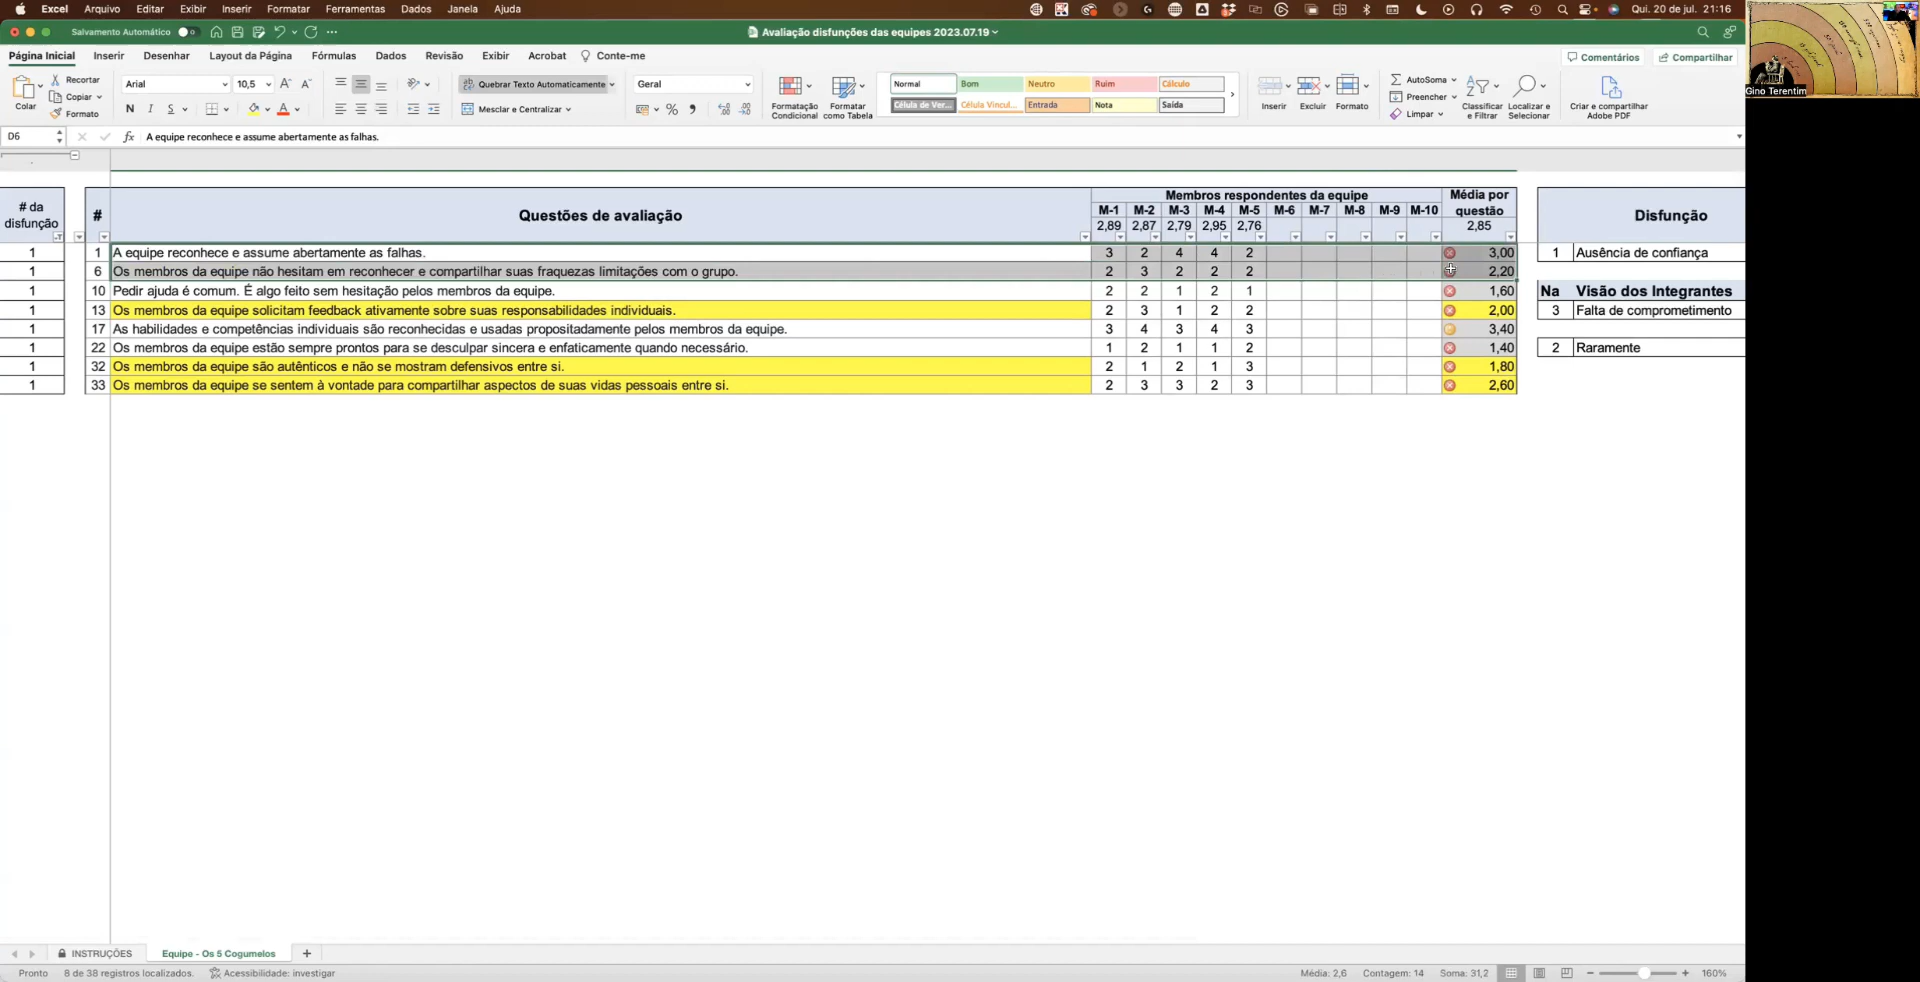 Excel Arquivo Editar Exibir Inserir Formatar Ferramentas Dados Janela Ajuda Qui. 20 de jul. 21:16
Salvamento Automático Avaliação disfunções das equipes 2023.07.19
Página Inicial Inserir Desenhar Layout da Página Fórmulas Dados Revisão Exibir Acrobat Conte-me Comentários Compartilhar
Colar Recortar Copiar Formato
Arial 10,5
N I S
Quebrar Texto Automaticamente
Mesclar e Centralizar
Geral
Formatação Condicional
Formatar como Tabela
Normal Bom Neutro Ruim Cálculo
Célula de Ver... Célula Vincul... Entrada Nota Saída
Inserir Excluir Formato
AutoSoma
Preencher
Limpar
Classificar e Filtrar
Localizar e Selecionar
Criar e compartilhar Adobe PDF
Gino Terentim
D6 fx A equipe reconhece e assume abertamente as falhas.
# da disfunção # Questões de avaliação Membros respondentes da equipe Média por questão Disfunção
M-1 M-2 M-3 M-4 M-5 M-6 M-7 M-8 M-9 M-10
2,89 2,87 2,79 2,95 2,76 2,85
1 1 A equipe reconhece e assume abertamente as falhas. 3 2 4 4 2 3,00 1 Ausência de confiança
1 6 Os membros da equipe não hesitam em reconhecer e compartilhar suas fraquezas limitações com o grupo. 2 3 2 2 2 2,20
1 10 Pedir ajuda é comum. É algo feito sem hesitação pelos membros da equipe. 2 2 1 2 1 1,60 Na Visão dos Integrantes
1 13 Os membros da equipe solicitam feedback ativamente sobre suas responsabilidades individuais. 2 3 1 2 2 2,00 3 Falta de comprometimento
1 17 As habilidades e competências individuais são reconhecidas e usadas propositadamente pelos membros da equipe. 3 4 3 4 3 3,40
1 22 Os membros da equipe estão sempre prontos para se desculpar sincera e enfaticamente quando necessário. 1 2 1 1 2 1,40 2 Raramente
1 32 Os membros da equipe são autênticos e não se mostram defensivos entre si. 2 1 2 1 3 1,80
1 33 Os membros da equipe se sentem à vontade para compartilhar aspectos de suas vidas pessoais entre si. 2 3 3 2 3 2,60
INSTRUÇÕES Equipe - Os 5 Cogumelos +
Pronto 8 de 38 registros localizados. Acessibilidade: investigar Média: 2,6 Contagem: 14 Soma: 31,2 160%